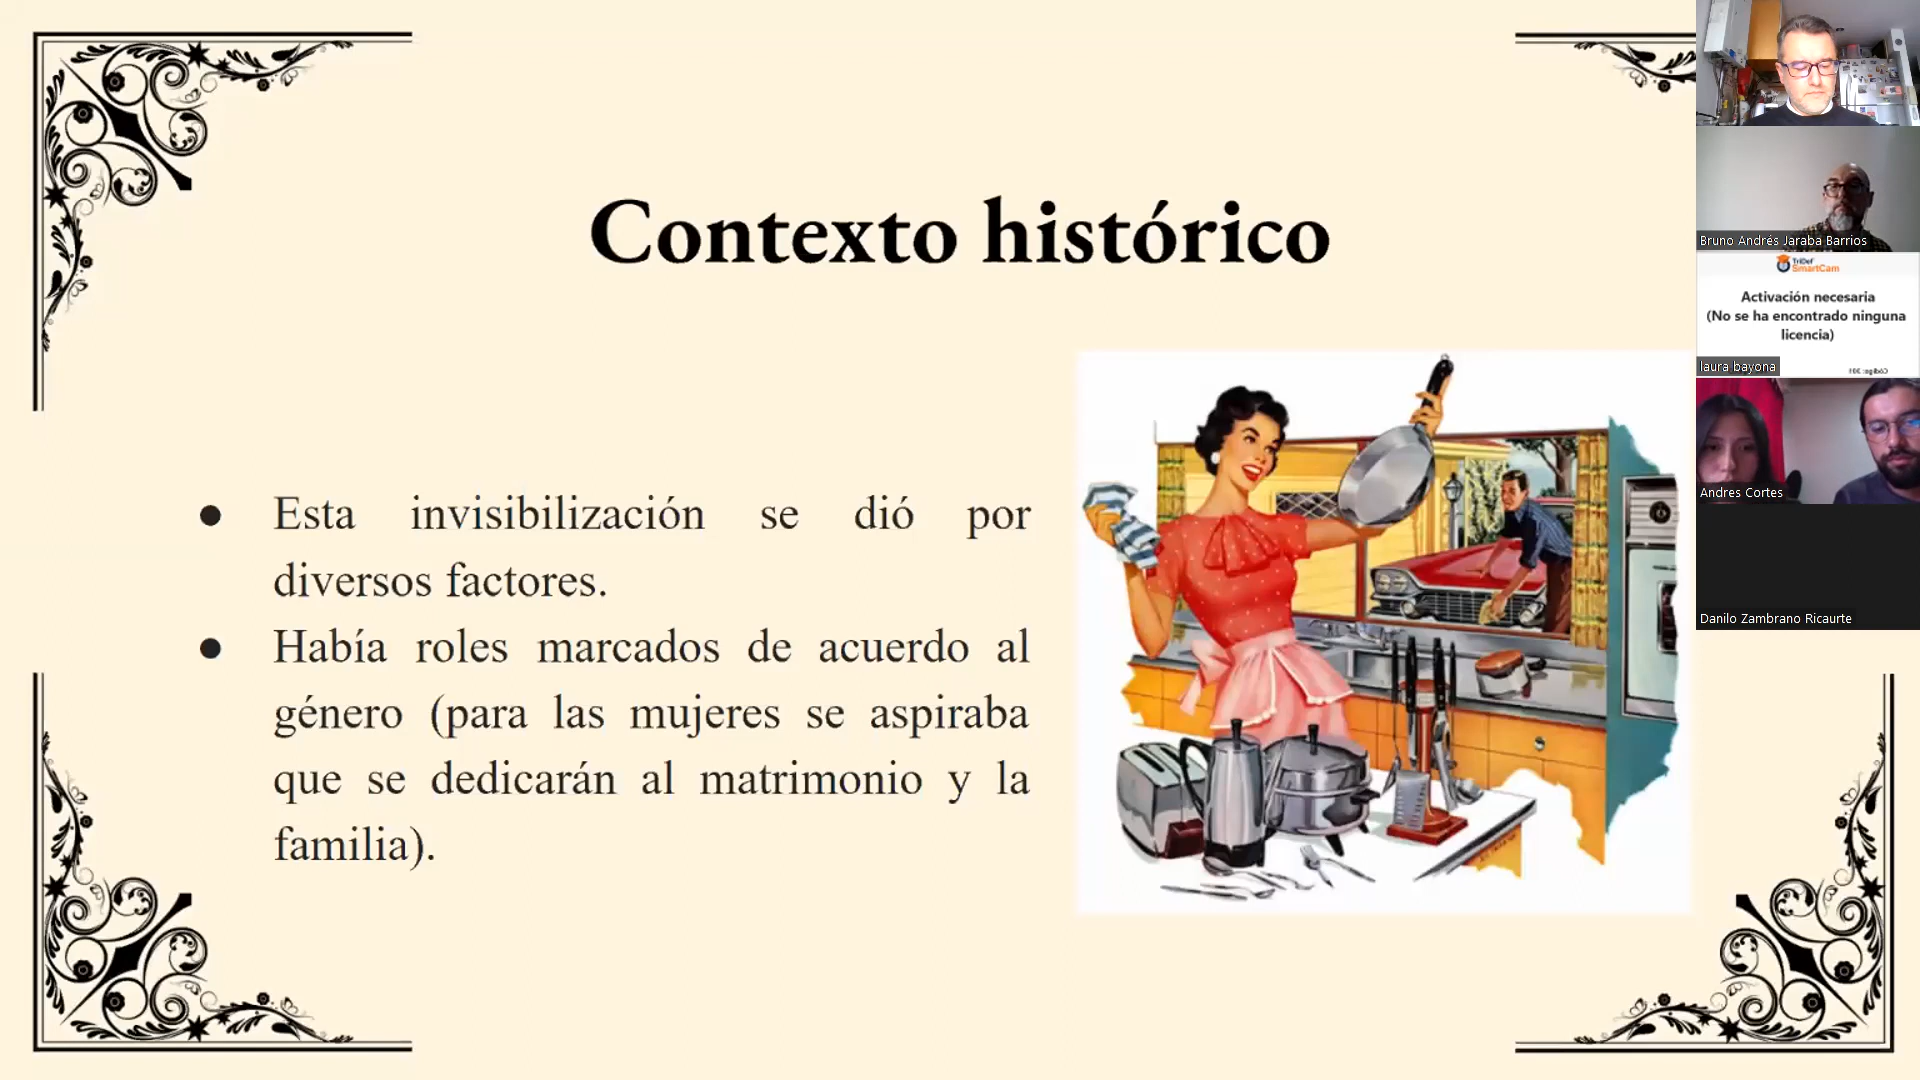 Contexto histórico
● Esta invisibilización se dió por
diversos factores.
● Había roles marcados de acuerdo al
género (para las mujeres se aspiraba
que se dedicarán al matrimonio y la
familia).
Bruno Andrés Jaraba Barrios
TriDef
SmartCam
Activación necesaria
(No se ha encontrado ninguna
licencia)
laura bayona
Andres Cortes
Danilo Zambrano Ricaurte